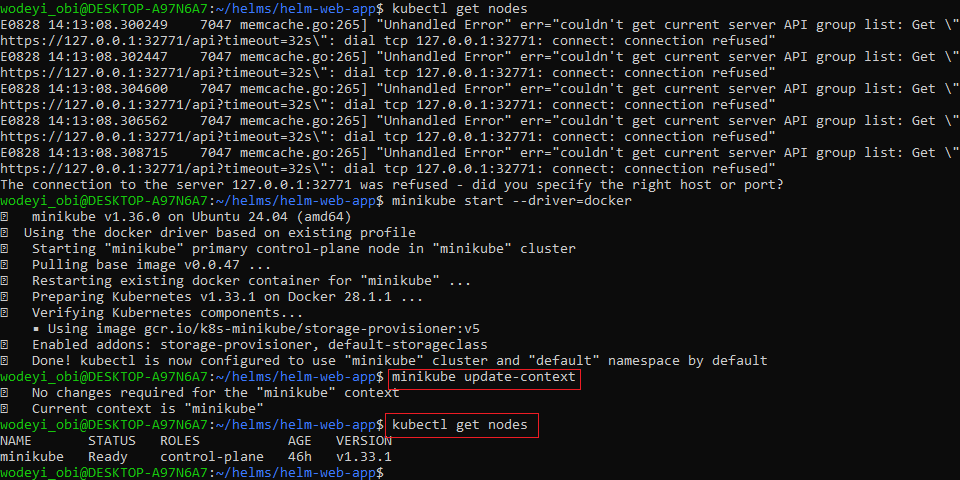 wodeyi_obi@DESKTOP-A97N6A7:~/helms/helm-web-app$ kubectl get nodes
E0828 14:13:08.300249    7047 memcache.go:265] "Unhandled Error" err="couldn't get current server API group list: Get \"
https://127.0.0.1:32771/api?timeout=32s\": dial tcp 127.0.0.1:32771: connect: connection refused"
E0828 14:13:08.302447    7047 memcache.go:265] "Unhandled Error" err="couldn't get current server API group list: Get \"
https://127.0.0.1:32771/api?timeout=32s\": dial tcp 127.0.0.1:32771: connect: connection refused"
E0828 14:13:08.304600    7047 memcache.go:265] "Unhandled Error" err="couldn't get current server API group list: Get \"
https://127.0.0.1:32771/api?timeout=32s\": dial tcp 127.0.0.1:32771: connect: connection refused"
E0828 14:13:08.306562    7047 memcache.go:265] "Unhandled Error" err="couldn't get current server API group list: Get \"
https://127.0.0.1:32771/api?timeout=32s\": dial tcp 127.0.0.1:32771: connect: connection refused"
E0828 14:13:08.308715    7047 memcache.go:265] "Unhandled Error" err="couldn't get current server API group list: Get \"
https://127.0.0.1:32771/api?timeout=32s\": dial tcp 127.0.0.1:32771: connect: connection refused"
The connection to the server 127.0.0.1:32771 was refused - did you specify the right host or port?
wodeyi_obi@DESKTOP-A97N6A7:~/helms/helm-web-app$ minikube start --driver=docker
minikube v1.36.0 on Ubuntu 24.04 (amd64)
Using the docker driver based on existing profile
Starting "minikube" primary control-plane node in "minikube" cluster
Pulling base image v0.0.47 ...
Restarting existing docker container for "minikube" ...
Preparing Kubernetes v1.33.1 on Docker 28.1.1 ...
Verifying Kubernetes components...
▪ Using image gcr.io/k8s-minikube/storage-provisioner:v5
Enabled addons: storage-provisioner, default-storageclass
Done! kubectl is now configured to use "minikube" cluster and "default" namespace by default
wodeyi_obi@DESKTOP-A97N6A7:~/helms/helm-web-app$ minikube update-context
No changes required for the "minikube" context
Current context is "minikube"
wodeyi_obi@DESKTOP-A97N6A7:~/helms/helm-web-app$ kubectl get nodes
NAME       STATUS   ROLES           AGE   VERSION
minikube   Ready    control-plane   46h   v1.33.1
wodeyi_obi@DESKTOP-A97N6A7:~/helms/helm-web-app$